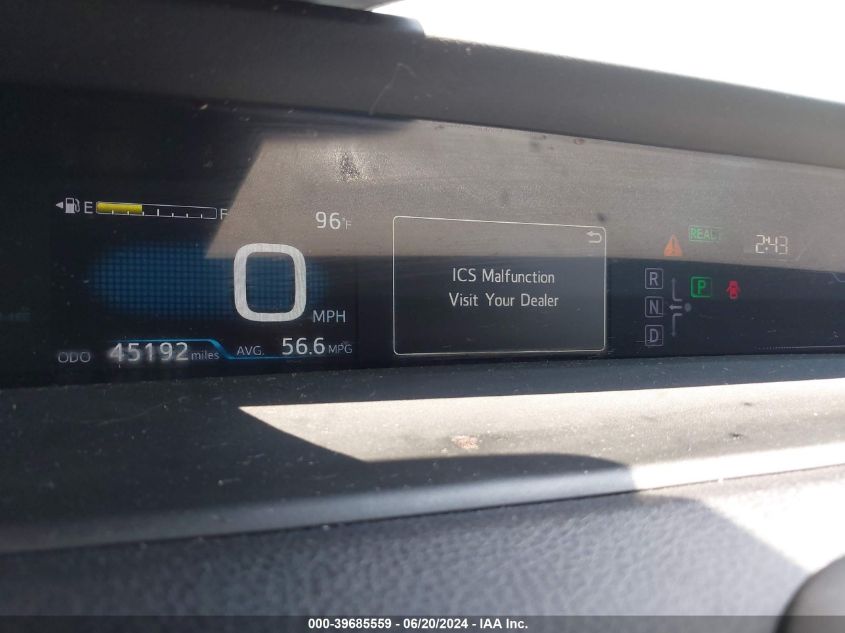 E F
96°F
0
MPH
ODO 45192 miles AVG. 56.6 MPG
ICS Malfunction
Visit Your Dealer
READY
2:43
R
N P
D
000-39685559 / 06/20/2024 - IAA Inc.